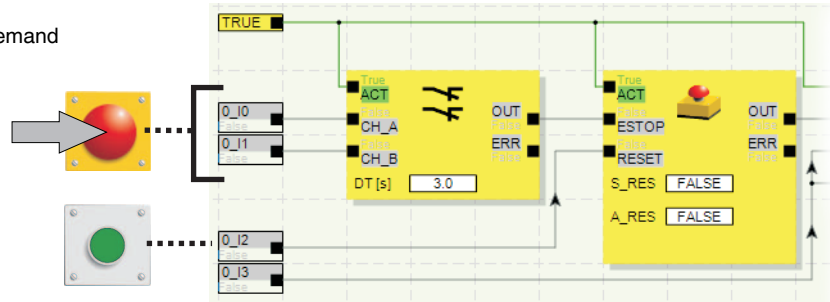 emand
TRUE
0_I0
False
0_I1
False
0_I2
False
0_I3
False
True
ACT
False
CH_A
False
CH_B
OUT
False
ERR
False
DT [s] 3.0
True
ACT
False
ESTOP
False
RESET
OUT
False
ERR
False
S_RES FALSE
A_RES FALSE